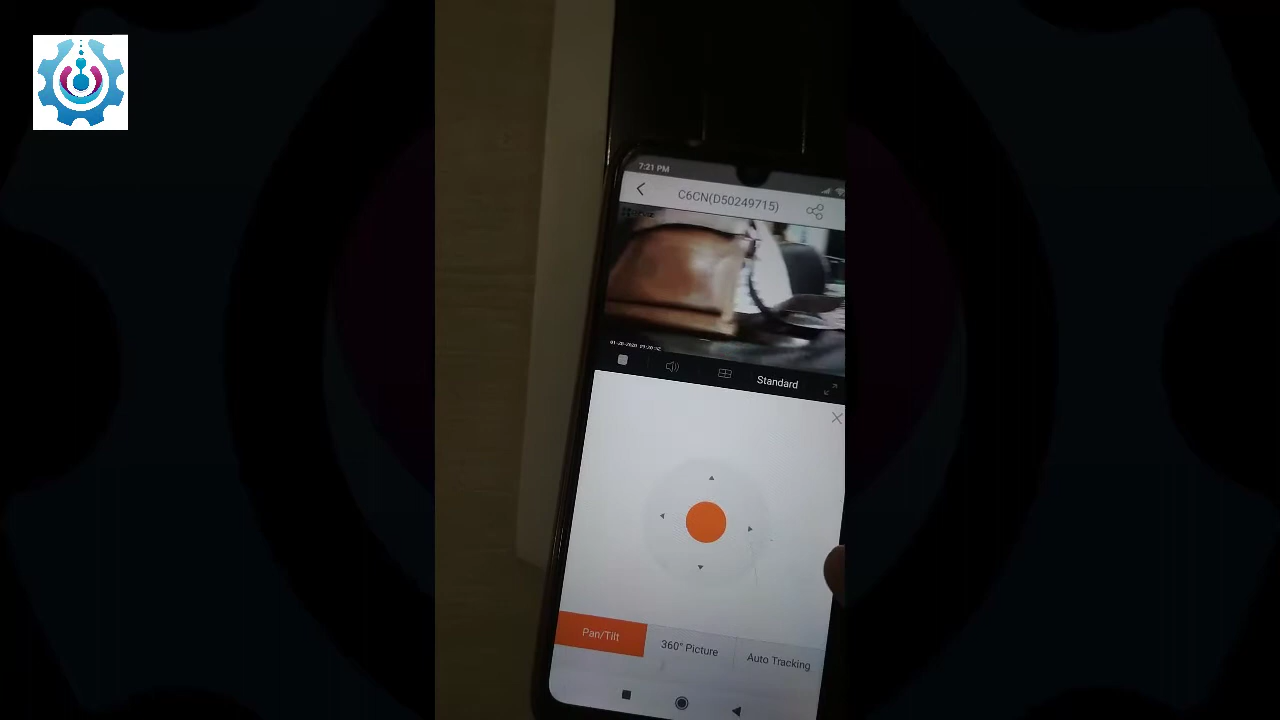 7:21 PM
C6CN(D50249715)
Standard
Pan/Tilt
360° Picture
Auto Tracking